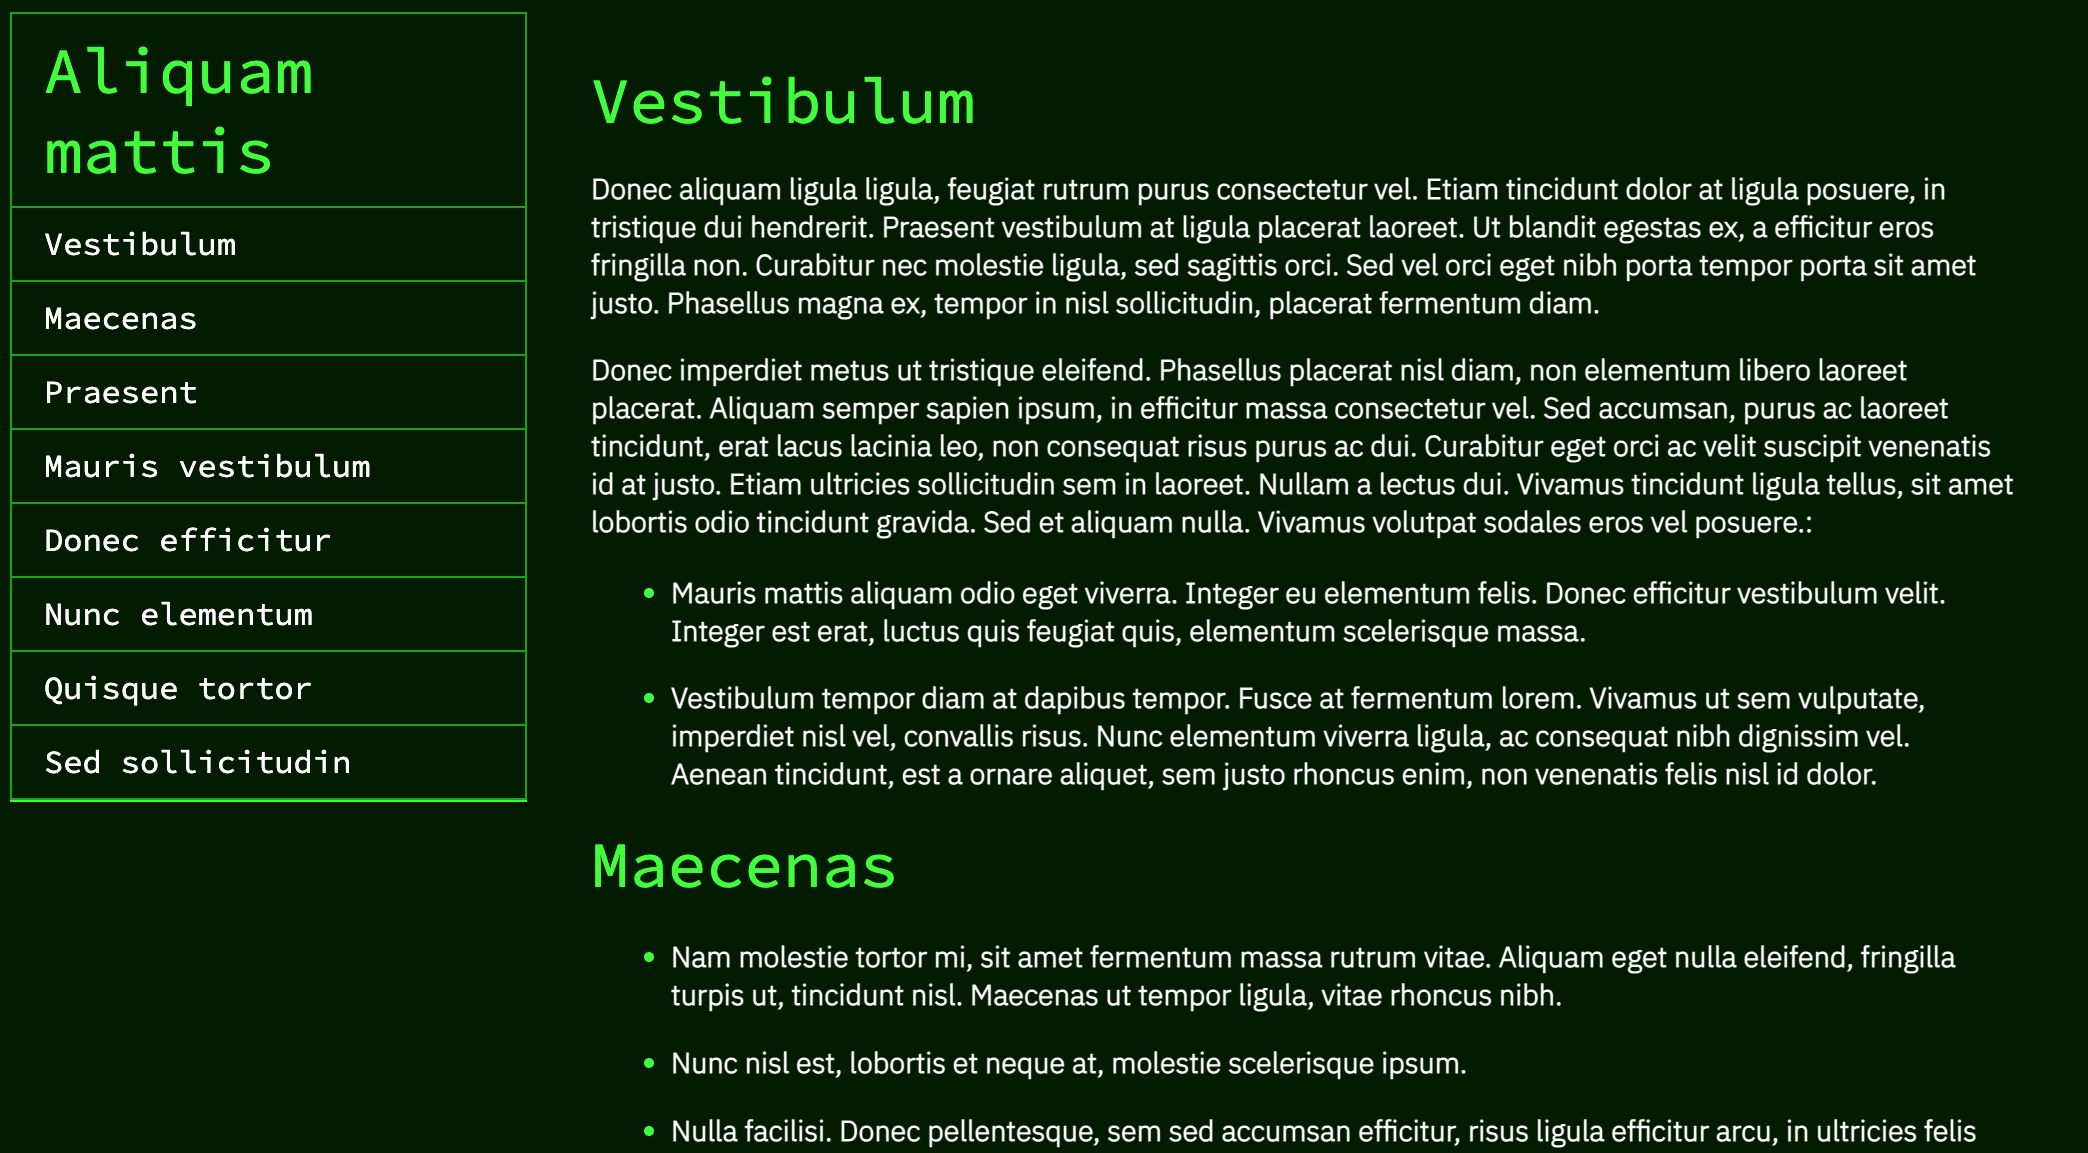 Aliquam
mattis
Vestibulum
Maecenas
Praesent
Mauris vestibulum
Donec efficitur
Nunc elementum
Quisque tortor
Sed sollicitudin
Vestibulum
Donec aliquam ligula ligula, feugiat rutrum purus consectetur vel. Etiam tincidunt dolor at ligula posuere, in
tristique dui hendrerit. Praesent vestibulum at ligula placerat laoreet. Ut blandit egestas ex, a efficitur eros
fringilla non. Curabitur nec molestie ligula, sed sagittis orci. Sed vel orci eget nibh porta tempor porta sit amet
justo. Phasellus magna ex, tempor in nisl sollicitudin, placerat fermentum diam.
Donec imperdiet metus ut tristique eleifend. Phasellus placerat nisl diam, non elementum libero laoreet
placerat. Aliquam semper sapien ipsum, in efficitur massa consectetur vel. Sed accumsan, purus ac laoreet
tincidunt, erat lacus lacinia leo, non consequat risus purus ac dui. Curabitur eget orci ac velit suscipit venenatis
id at justo. Etiam ultricies sollicitudin sem in laoreet. Nullam a lectus dui. Vivamus tincidunt ligula tellus, sit amet
lobortis odio tincidunt gravida. Sed et aliquam nulla. Vivamus volutpat sodales eros vel posuere.:
• Mauris mattis aliquam odio eget viverra. Integer eu elementum felis. Donec efficitur vestibulum velit.
Integer est erat, luctus quis feugiat quis, elementum scelerisque massa.
• Vestibulum tempor diam at dapibus tempor. Fusce at fermentum lorem. Vivamus ut sem vulputate,
imperdiet nisl vel, convallis risus. Nunc elementum viverra ligula, ac consequat nibh dignissim vel.
Aenean tincidunt, est a ornare aliquet, sem justo rhoncus enim, non venenatis felis nisl id dolor.
Maecenas
• Nam molestie tortor mi, sit amet fermentum massa rutrum vitae. Aliquam eget nulla eleifend, fringilla
turpis ut, tincidunt nisl. Maecenas ut tempor ligula, vitae rhoncus nibh.
• Nunc nisl est, lobortis et neque at, molestie scelerisque ipsum.
• Nulla facilisi. Donec pellentesque, sem sed accumsan efficitur, risus ligula efficitur arcu, in ultricies felis